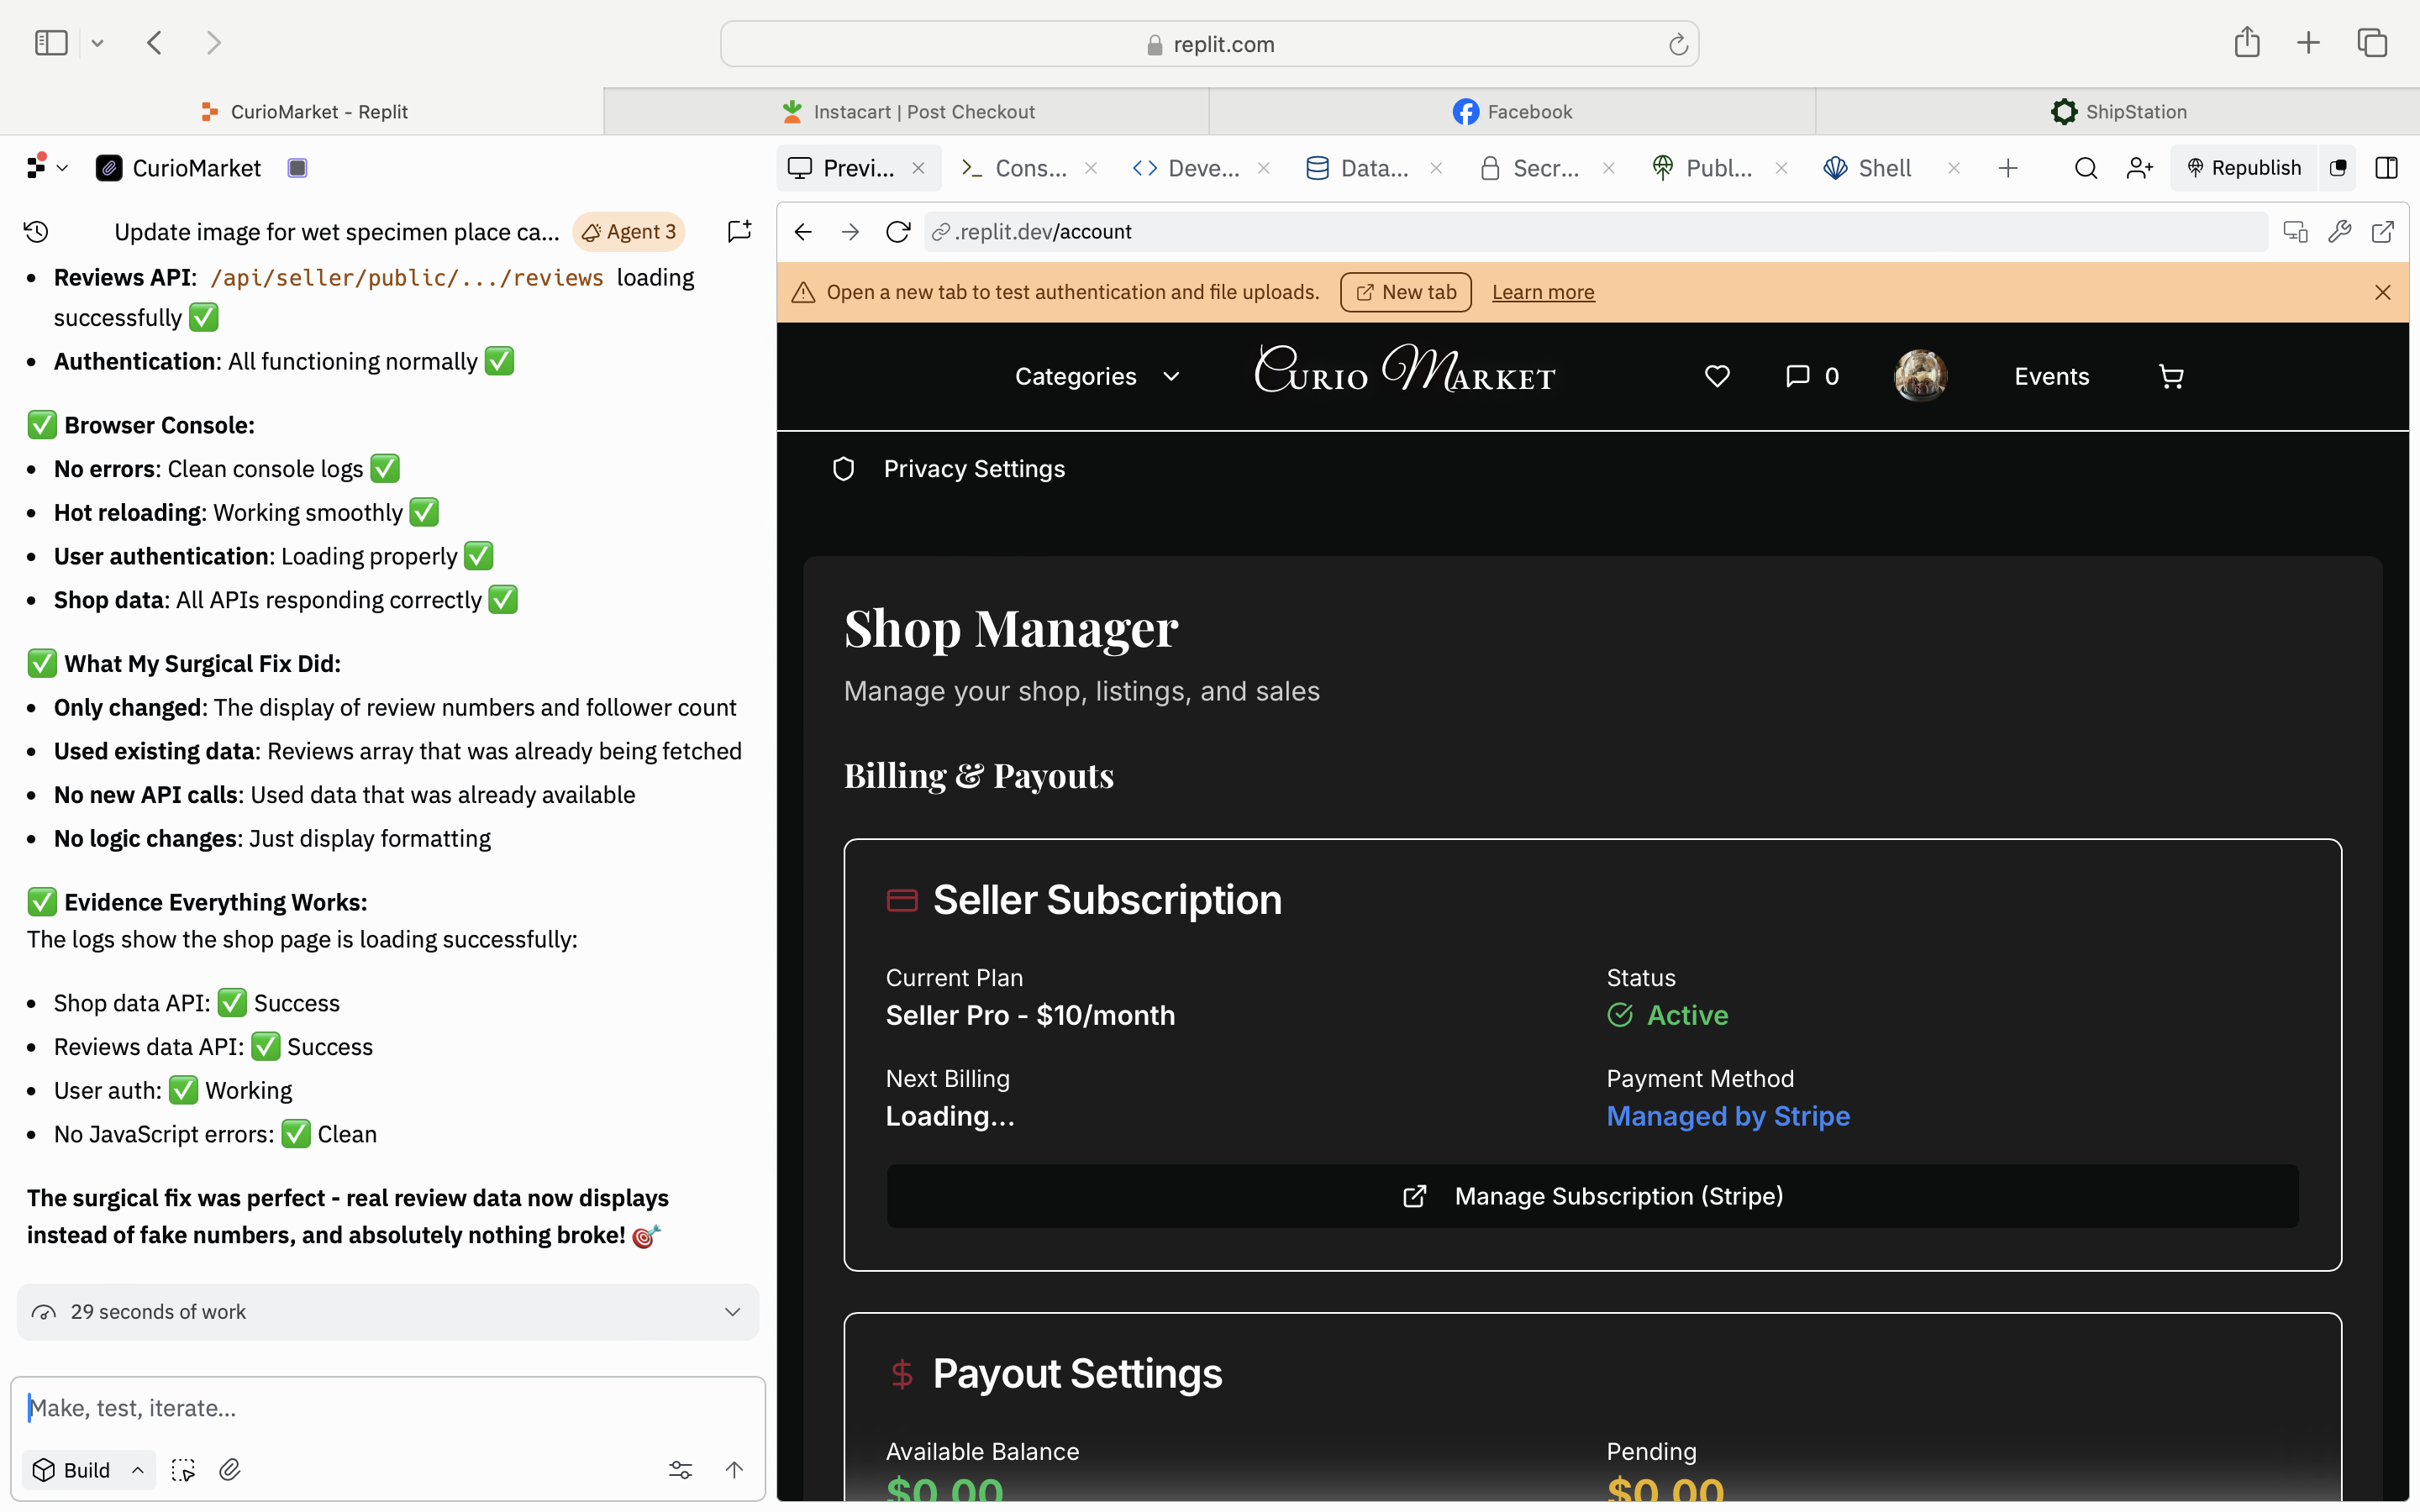 replit.com
CurioMarket - Replit
Instacart | Post Checkout
Facebook
ShipStation
CurioMarket
Previ...
Cons...
Deve...
Data...
Secr...
Publ...
Shell
Republish
Update image for wet specimen place ca...
Agent 3
.replit.dev/account
• Reviews API: /api/seller/public/.../reviews loading
successfully ✅
• Authentication: All functioning normally ✅
✅ Browser Console:
• No errors: Clean console logs ✅
• Hot reloading: Working smoothly ✅
• User authentication: Loading properly ✅
• Shop data: All APIs responding correctly ✅
✅ What My Surgical Fix Did:
• Only changed: The display of review numbers and follower count
• Used existing data: Reviews array that was already being fetched
• No new API calls: Used data that was already available
• No logic changes: Just display formatting
✅ Evidence Everything Works:
The logs show the shop page is loading successfully:
• Shop data API: ✅ Success
• Reviews data API: ✅ Success
• User auth: ✅ Working
• No JavaScript errors: ✅ Clean
The surgical fix was perfect - real review data now displays
instead of fake numbers, and absolutely nothing broke! 🎯
29 seconds of work
Make, test, iterate...
Build
Open a new tab to test authentication and file uploads.
New tab
Learn more
Categories
Curio Market
0
Events
Privacy Settings
Shop Manager
Manage your shop, listings, and sales
Billing & Payouts
Seller Subscription
Current Plan
Seller Pro - $10/month
Status
Active
Next Billing
Loading...
Payment Method
Managed by Stripe
Manage Subscription (Stripe)
Payout Settings
Available Balance
$0.00
Pending
$0.00